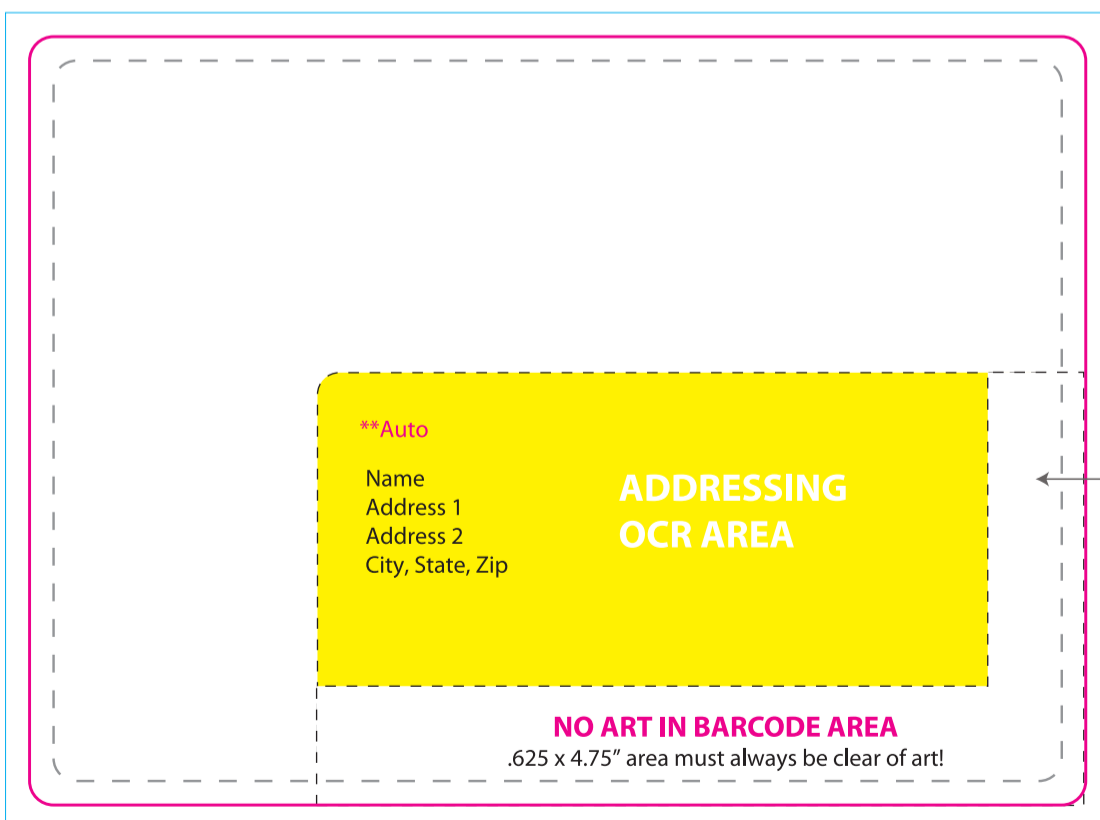 **Auto
Name
Address 1
Address 2
City, State, Zip
ADDRESSING
OCR AREA
NO ART IN BARCODE AREA
.625 x 4.75” area must always be clear of art!